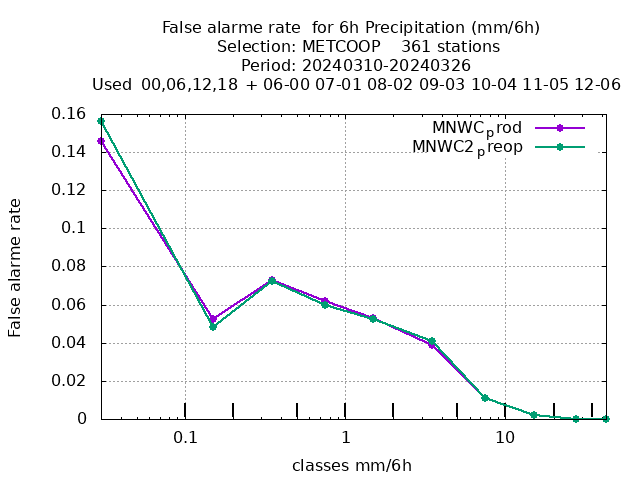 False alarme rate  for 6h Precipitation (mm/6h)
Selection: METCOOP    361 stations
Period: 20240310-20240326
Used  00,06,12,18  + 06-00 07-01 08-02 09-03 10-04 11-05 12-06
MNWCprod
MNWC2preop
0.16
0.14
0.12
0.1
0.08
0.06
0.04
0.02
0
False alarme rate
0.1 1 10
classes mm/6h